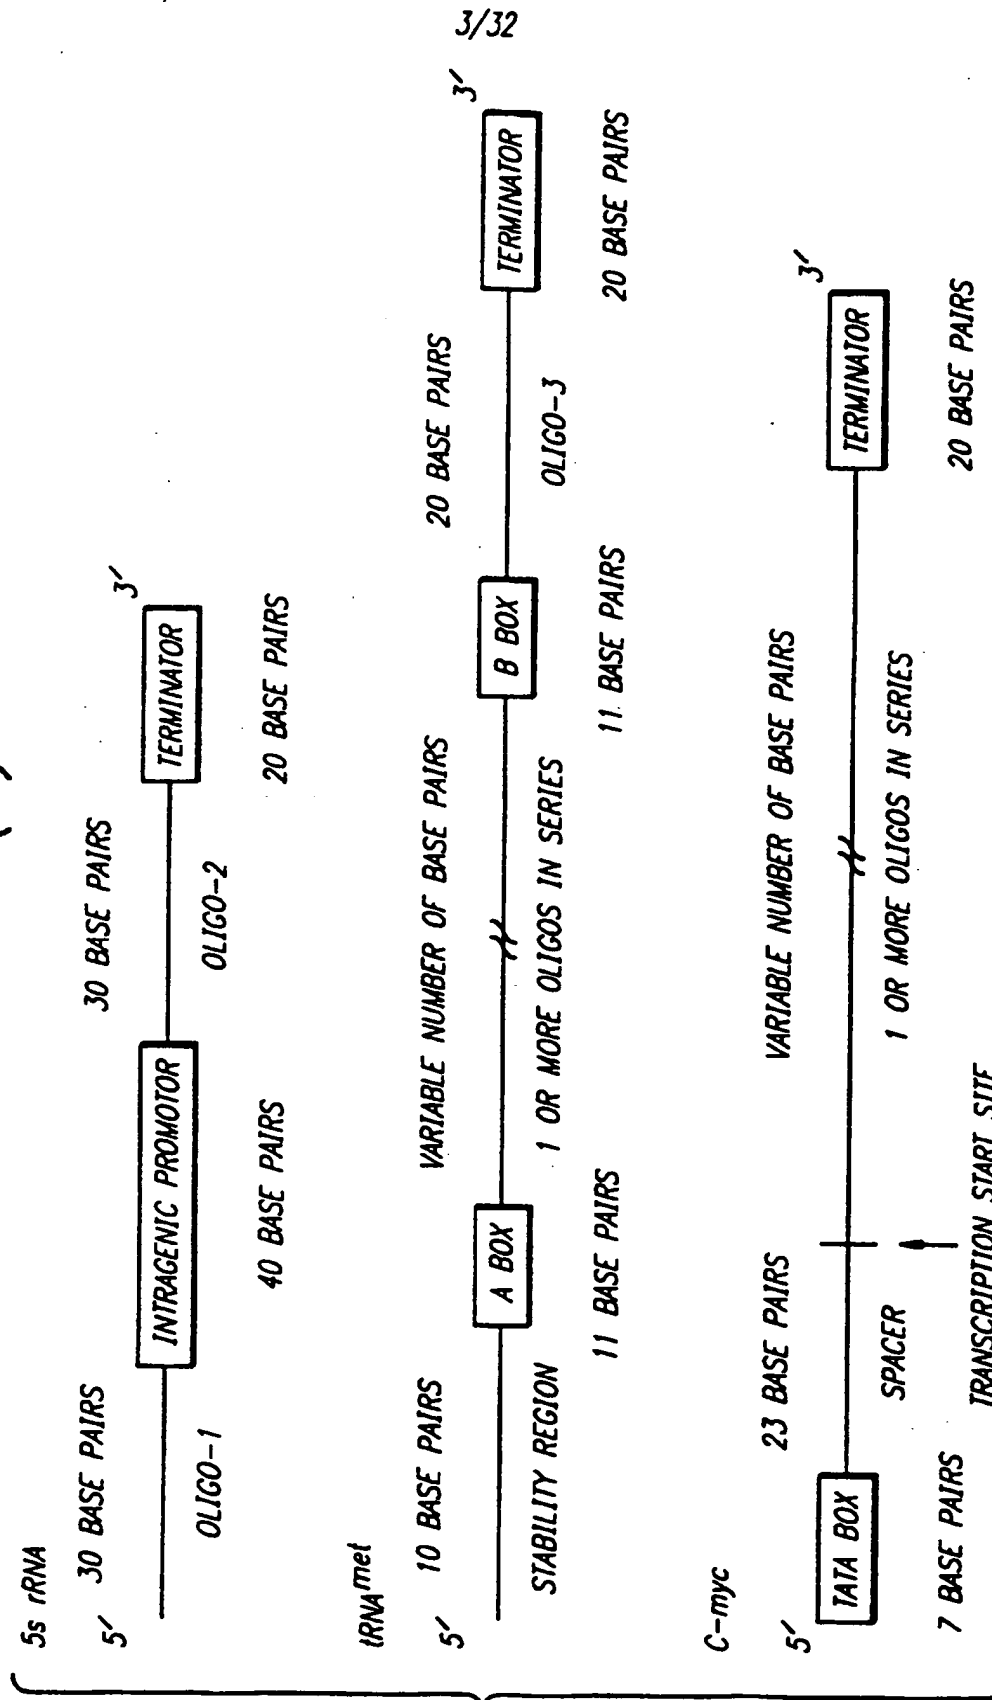 3/32
5s rRNA
5′
30 BASE PAIRS
OLIGO-1
INTRAGENIC PROMOTOR
40 BASE PAIRS
30 BASE PAIRS
OLIGO-2
TERMINATOR
3′
20 BASE PAIRS
tRNAmet
5′
10 BASE PAIRS
STABILITY REGION
A BOX
11 BASE PAIRS
VARIABLE NUMBER OF BASE PAIRS
1 OR MORE OLIGOS IN SERIES
B BOX
11 BASE PAIRS
20 BASE PAIRS
OLIGO-3
TERMINATOR
3′
20 BASE PAIRS
C-myc
5′
TATA BOX
7 BASE PAIRS
23 BASE PAIRS
SPACER
TRANSCRIPTION START SITE
VARIABLE NUMBER OF BASE PAIRS
1 OR MORE OLIGOS IN SERIES
TERMINATOR
3′
20 BASE PAIRS